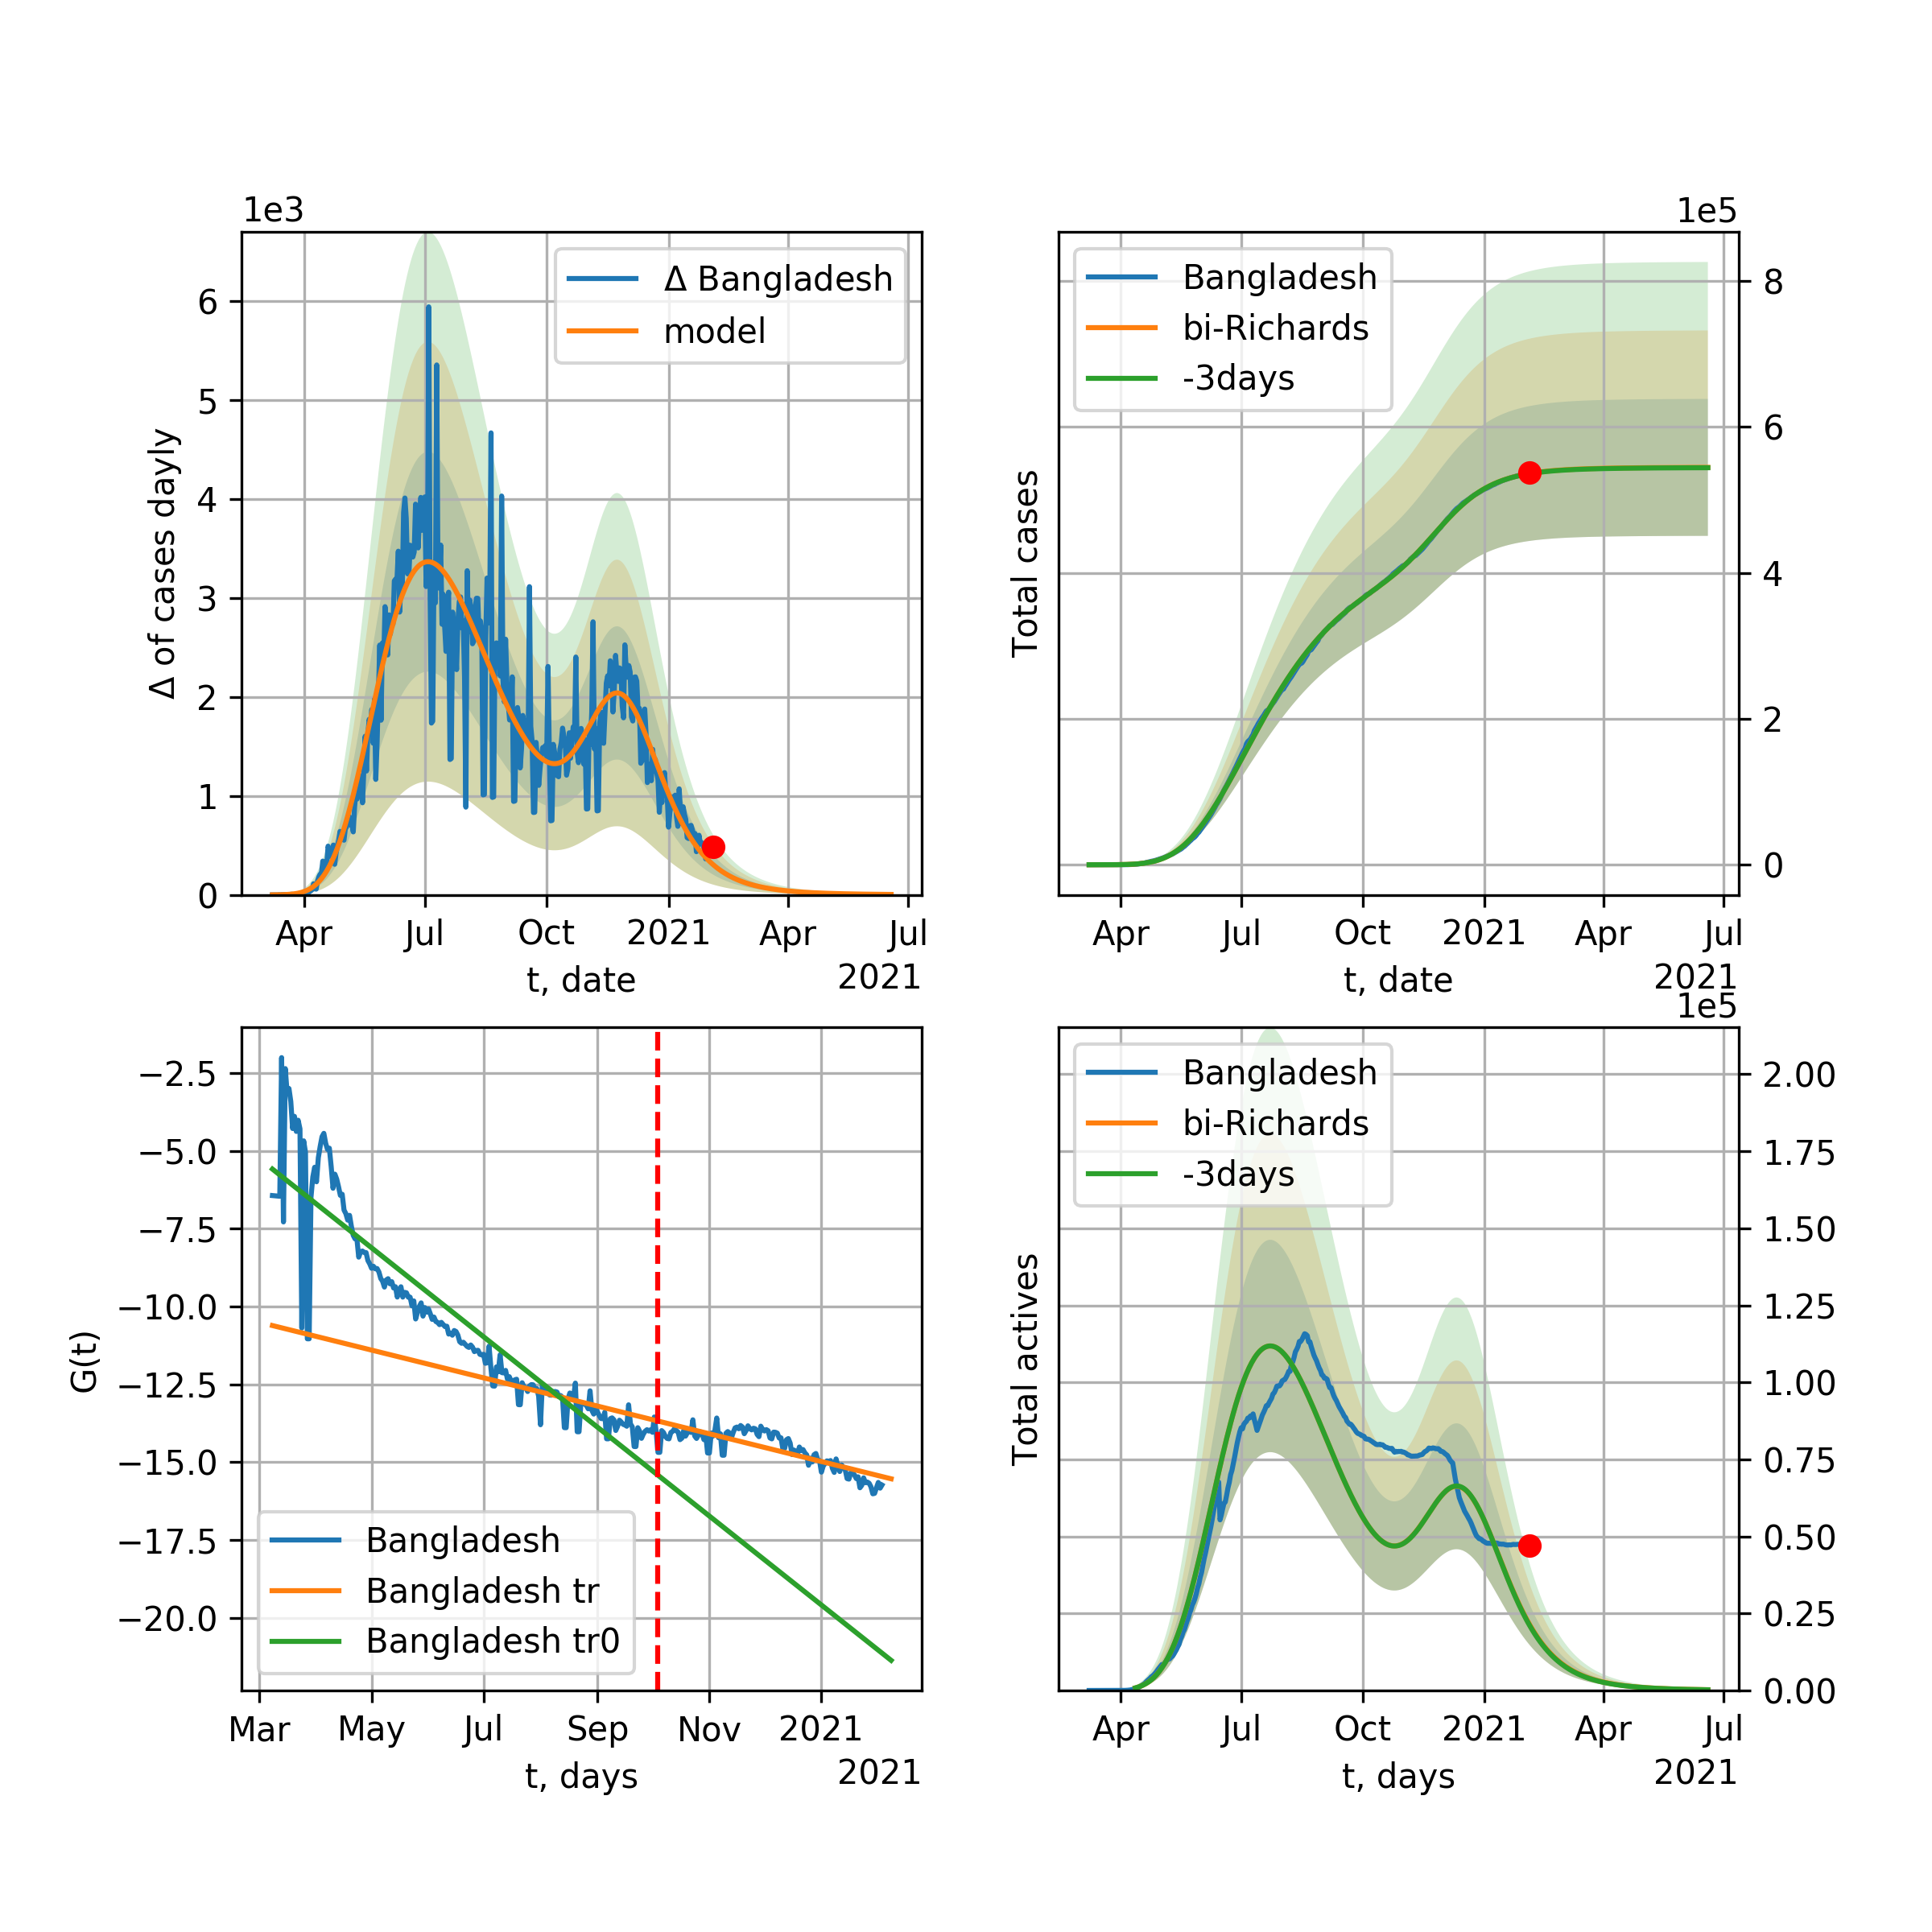 1e3
Δ Bangladesh
model
Δ of cases dayly
6
5
4
3
2
1
0
Apr
Jul
Oct
2021
Apr
Jul
t, date
2021
1e5
Bangladesh
bi-Richards
-3days
Total cases
8
6
4
2
0
Apr
Jul
Oct
2021
Apr
Jul
t, date
2021
G(t)
−2.5
−5.0
−7.5
−10.0
−12.5
−15.0
−17.5
−20.0
Bangladesh
Bangladesh tr
Bangladesh tr0
Mar
May
Jul
Sep
Nov
2021
t, days
2021
1e5
Bangladesh
bi-Richards
-3days
Total actives
2.00
1.75
1.50
1.25
1.00
0.75
0.50
0.25
0.00
Apr
Jul
Oct
2021
Apr
Jul
t, days
2021